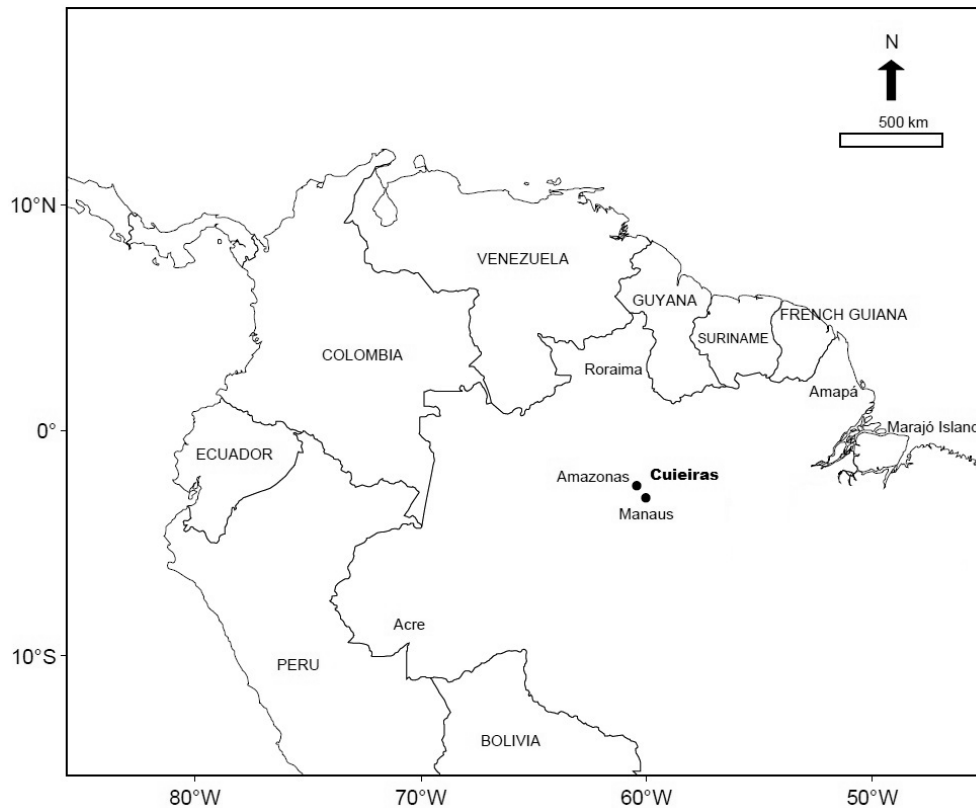 N
500 km
10°N
VENEZUELA
GUYANA
FRENCH GUIANA
SURINAME
COLOMBIA
Roraima
Amapá
0°
Marajó Island
ECUADOR
Amazonas
Cuieiras
Manaus
Acre
10°S
PERU
BOLIVIA
80°W
70°W
60°W
50°W